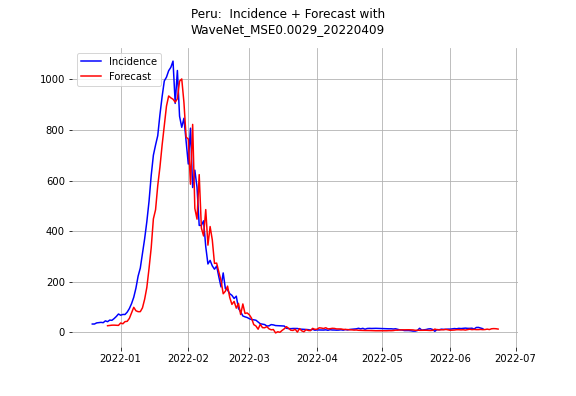 Peru:  Incidence + Forecast with
WaveNet_MSE0.0029_20220409
Incidence
Forecast
1000
800
600
400
200
0
2022-01 2022-02 2022-03 2022-04 2022-05 2022-06 2022-07